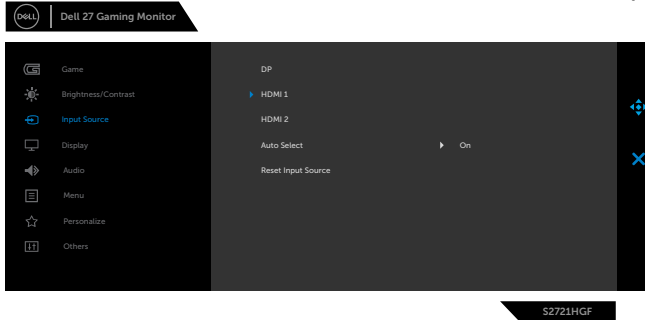 DELL
Dell 27 Gaming Monitor
Game
DP
Brightness/Contrast
HDMI 1
Input Source
HDMI 2
Display
Auto Select
On
Audio
Reset Input Source
Menu
Personalize
Others
S2721HGF